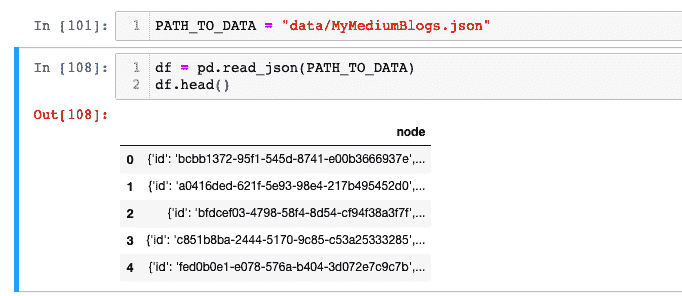 In [101]: 1 PATH_TO_DATA = "data/MyMediumBlogs.json"
In [108]: 1 df = pd.read_json(PATH_TO_DATA)
2 df.head()
Out[108]:
node
0 {'id': 'bcbb1372-95f1-545d-8741-e00b3666937e',...
1 {'id': 'a0416ded-621f-5e93-98e4-217b495452d0',...
2 {'id': 'bfdcef03-4798-58f4-8d54-cf94f38a3f7f',...
3 {'id': 'c851b8ba-2444-5170-9c85-c53a25333285',...
4 {'id': 'fed0b0e1-e078-576a-b404-3d072e7c9c7b',...